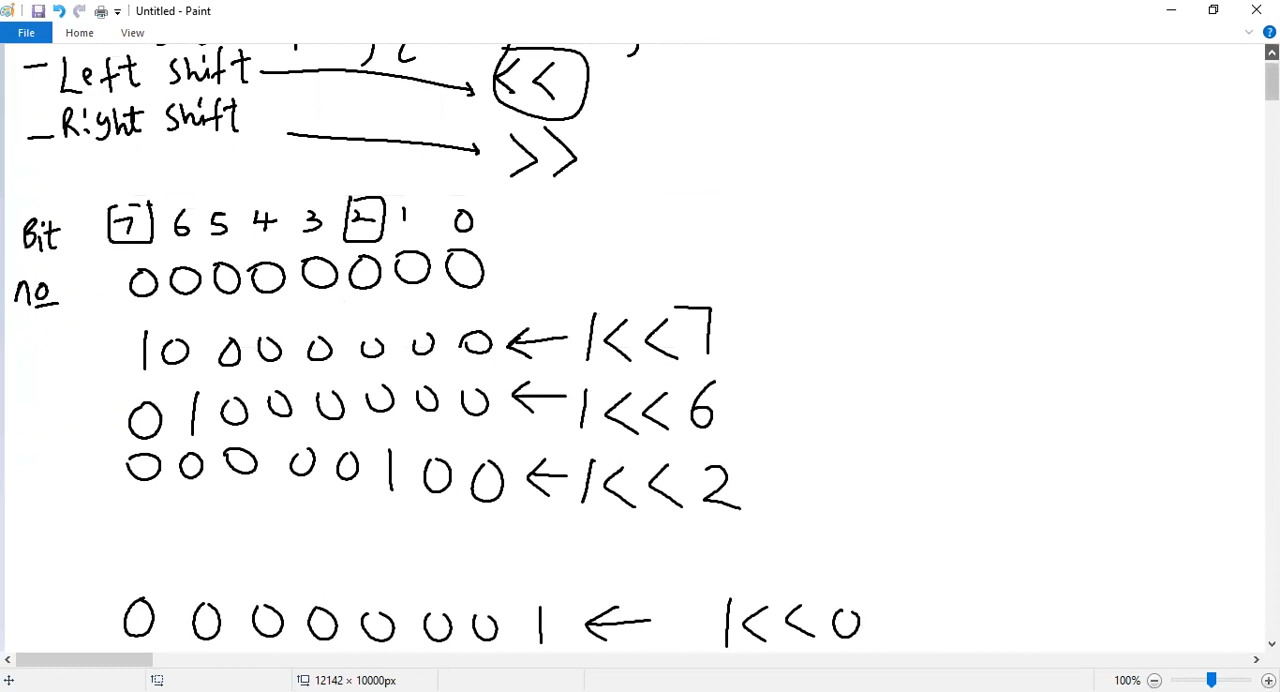 Untitled - Paint
File Home View
- Left shift → <<
- Right shift → >>
Bit 7 6 5 4 3 2 1 0
no 0 0 0 0 0 0 0 0
1 0 0 0 0 0 0 0 ← 1<<7
0 1 0 0 0 0 0 0 ← 1<<6
0 0 0 0 0 1 0 0 ← 1<<2
0 0 0 0 0 0 0 1 ← 1<<0
12142 × 10000px 100%